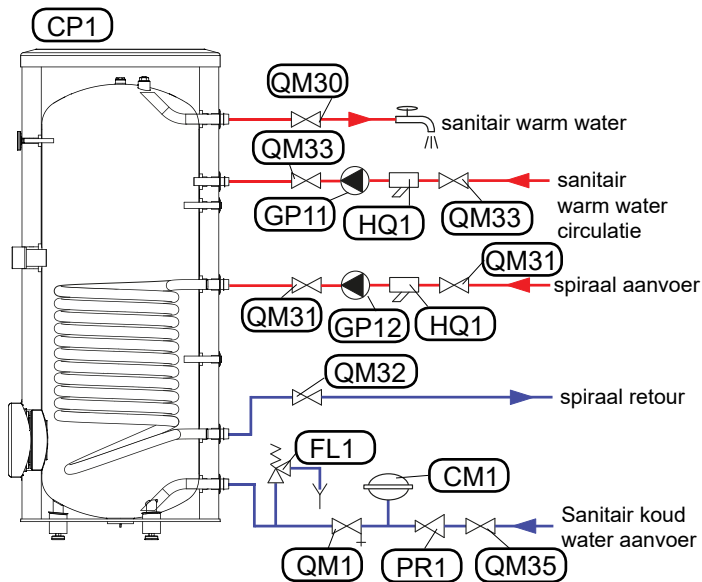 CP1
QM30
sanitair warm water
QM33
GP11
HQ1
QM33
sanitair
warm water
circulatie
QM31
QM31
GP12
HQ1
spiraal aanvoer
QM32
spiraal retour
FL1
CM1
QM1
PR1
QM35
Sanitair koud
water aanvoer